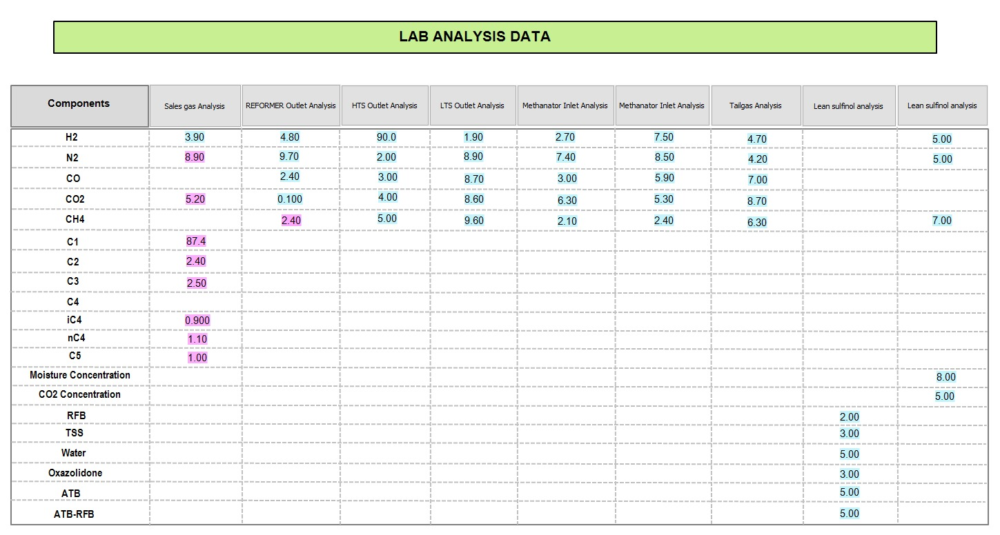 LAB ANALYSIS DATA
Components Sales gas Analysis REFORMER Outlet Analysis HTS Outlet Analysis LTS Outlet Analysis Methanator Inlet Analysis Methanator Inlet Analysis Tailgas Analysis Lean sulfinol analysis Lean sulfinol analysis
H2 3.90 4.80 90.0 1.90 2.70 7.50 4.70 5.00
N2 8.90 9.70 2.00 8.90 7.40 8.50 4.20 5.00
CO 2.40 3.00 8.70 3.00 5.90 7.00
CO2 5.20 0.100 4.00 8.60 6.30 5.30 8.70
CH4 2.40 5.00 9.60 2.10 2.40 6.30 7.00
C1 87.4
C2 2.40
C3 2.50
C4
iC4 0.900
nC4 1.10
C5 1.00
Moisture Concentration 8.00
CO2 Concentration 5.00
RFB 2.00
TSS 3.00
Water 5.00
Oxazolidone 3.00
ATB 5.00
ATB-RFB 5.00